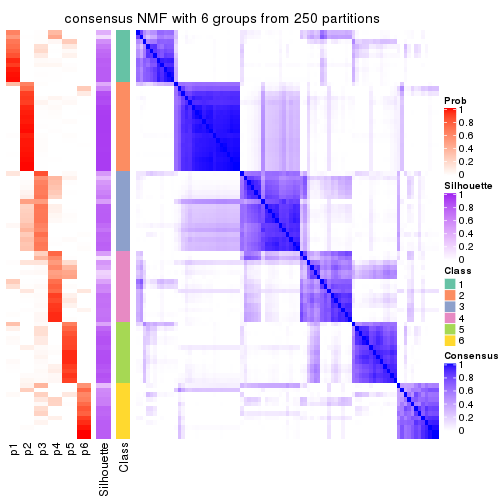 consensus NMF with 6 groups from 250 partitions
Prob
1
0.8
0.6
0.4
0.2
0
Silhouette
1
0.8
0.6
0.4
0.2
0
Class
1
2
3
4
5
6
Consensus
1
0.8
0.6
0.4
0.2
0
p1
p2
p3
p4
p5
p6
Silhouette
Class